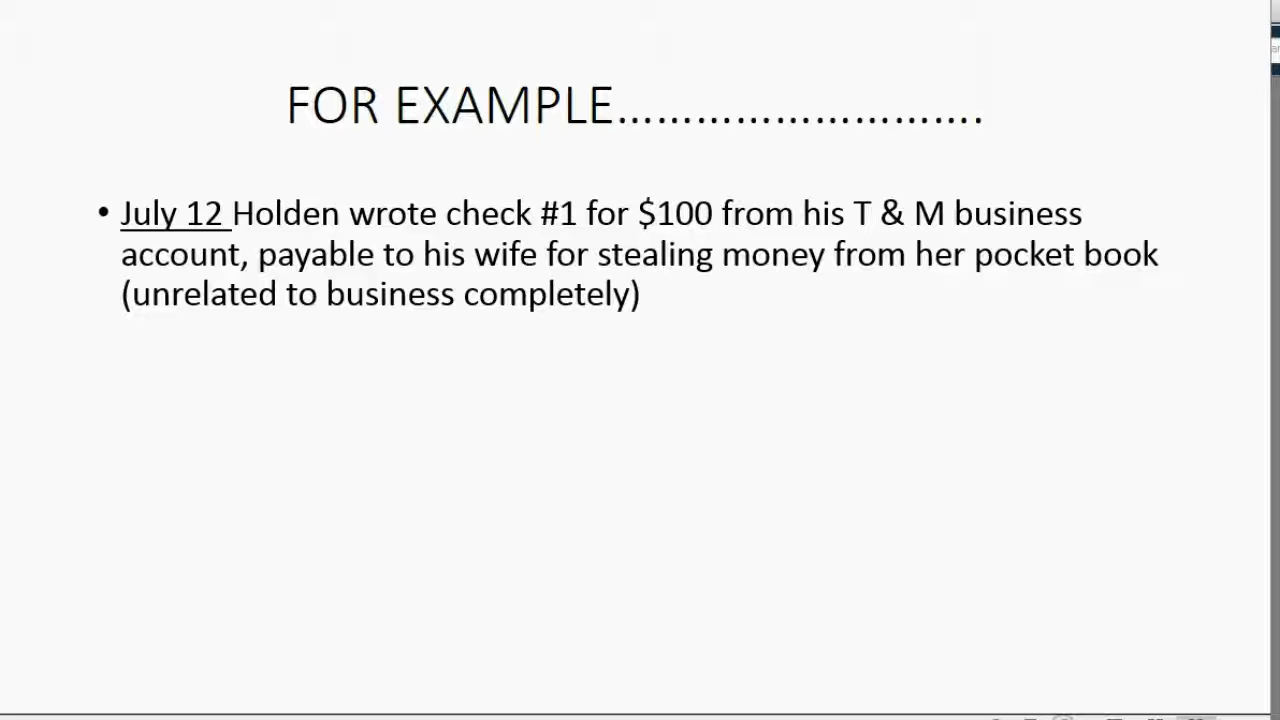 FOR EXAMPLE………………………….
• July 12 Holden wrote check #1 for $100 from his T & M business
account, payable to his wife for stealing money from her pocket book
(unrelated to business completely)